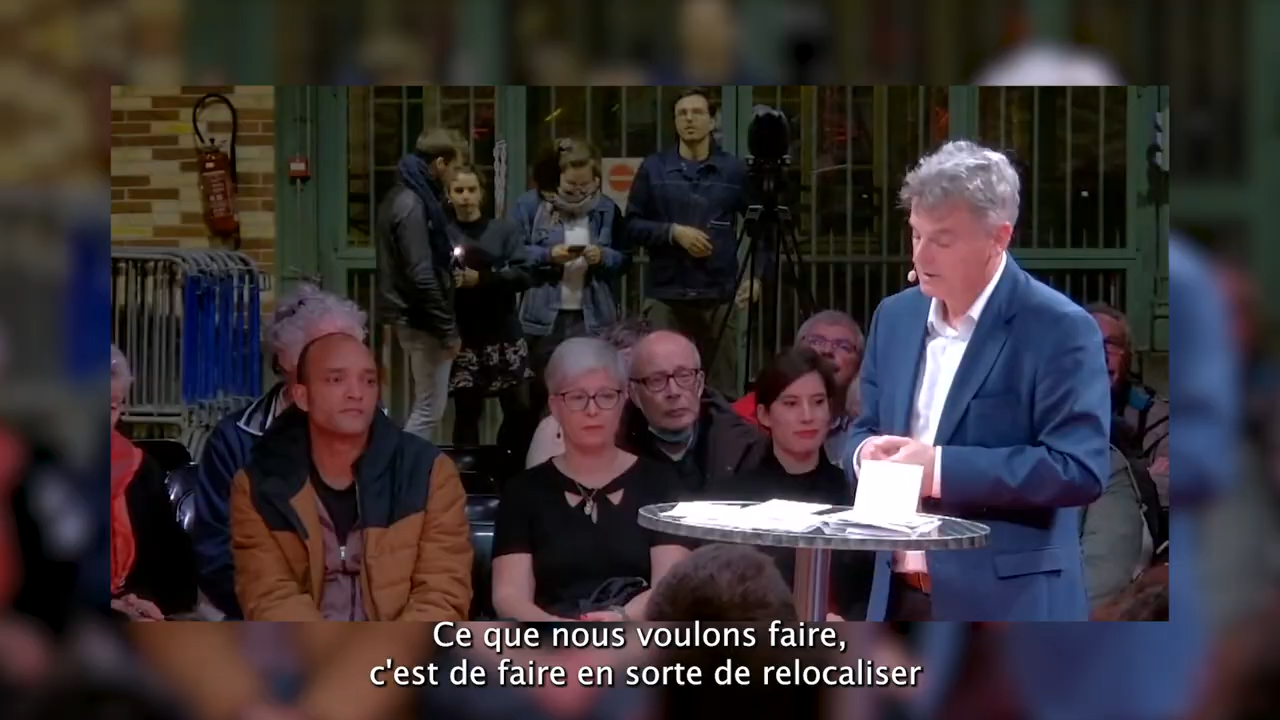 Ce que nous voulons faire,
c'est de faire en sorte de relocaliser